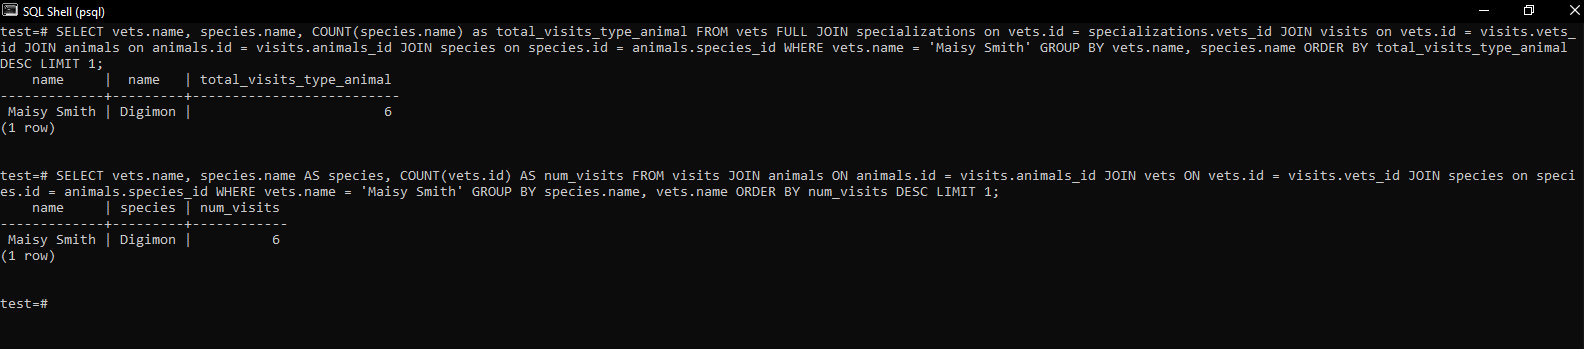 SQL Shell (psql)
test=# SELECT vets.name, species.name, COUNT(species.name) as total_visits_type_animal FROM vets FULL JOIN specializations on vets.id = specializations.vets_id JOIN visits on vets.id = visits.vets_
id JOIN animals on animals.id = visits.animals_id JOIN species on species.id = animals.species_id WHERE vets.name = 'Maisy Smith' GROUP BY vets.name, species.name ORDER BY total_visits_type_animal
DESC LIMIT 1;
    name     |  name   | total_visits_type_animal
-------------+---------+--------------------------
 Maisy Smith | Digimon |                        6
(1 row)
test=# SELECT vets.name, species.name AS species, COUNT(vets.id) AS num_visits FROM visits JOIN animals ON animals.id = visits.animals_id JOIN vets ON vets.id = visits.vets_id JOIN species on speci
es.id = animals.species_id WHERE vets.name = 'Maisy Smith' GROUP BY species.name, vets.name ORDER BY num_visits DESC LIMIT 1;
    name     | species | num_visits
-------------+---------+------------
 Maisy Smith | Digimon |          6
(1 row)
test=#